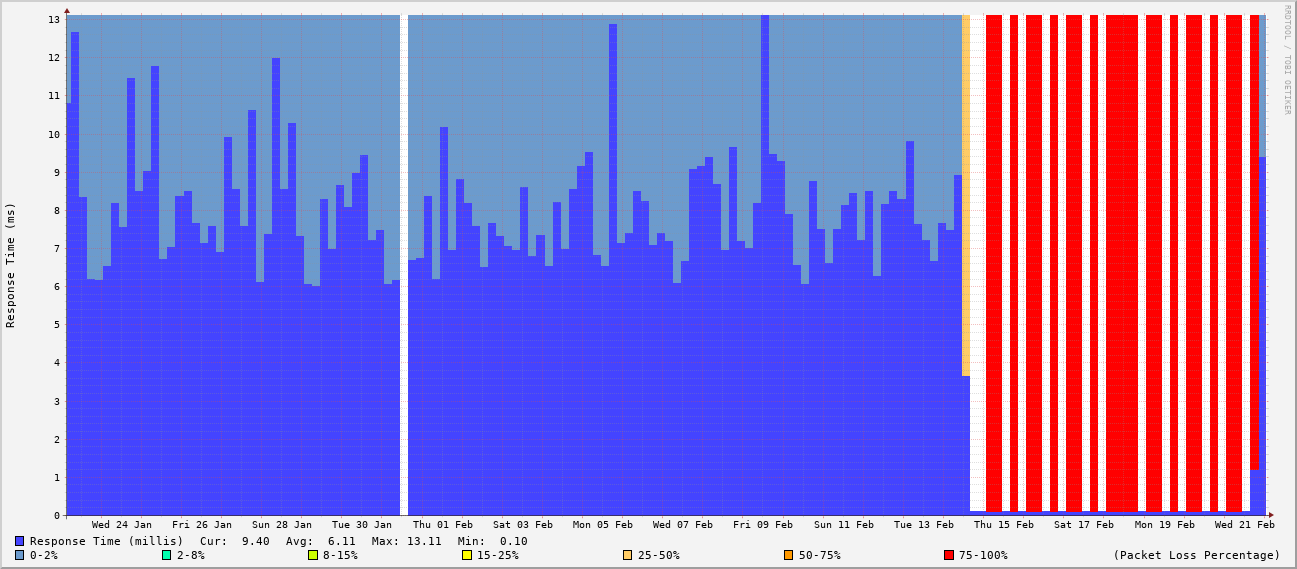 RRDTOOL / TOBI OETIKER
Response Time (ms)
13
12
11
10
9
8
7
6
5
4
3
2
1
0
Wed 24 Jan Fri 26 Jan Sun 28 Jan Tue 30 Jan Thu 01 Feb Sat 03 Feb Mon 05 Feb Wed 07 Feb Fri 09 Feb Sun 11 Feb Tue 13 Feb Thu 15 Feb Sat 17 Feb Mon 19 Feb Wed 21 Feb
Response Time (millis) Cur: 9.40 Avg: 6.11 Max: 13.11 Min: 0.10
0-2% 2-8% 8-15% 15-25% 25-50% 50-75% 75-100% (Packet Loss Percentage)